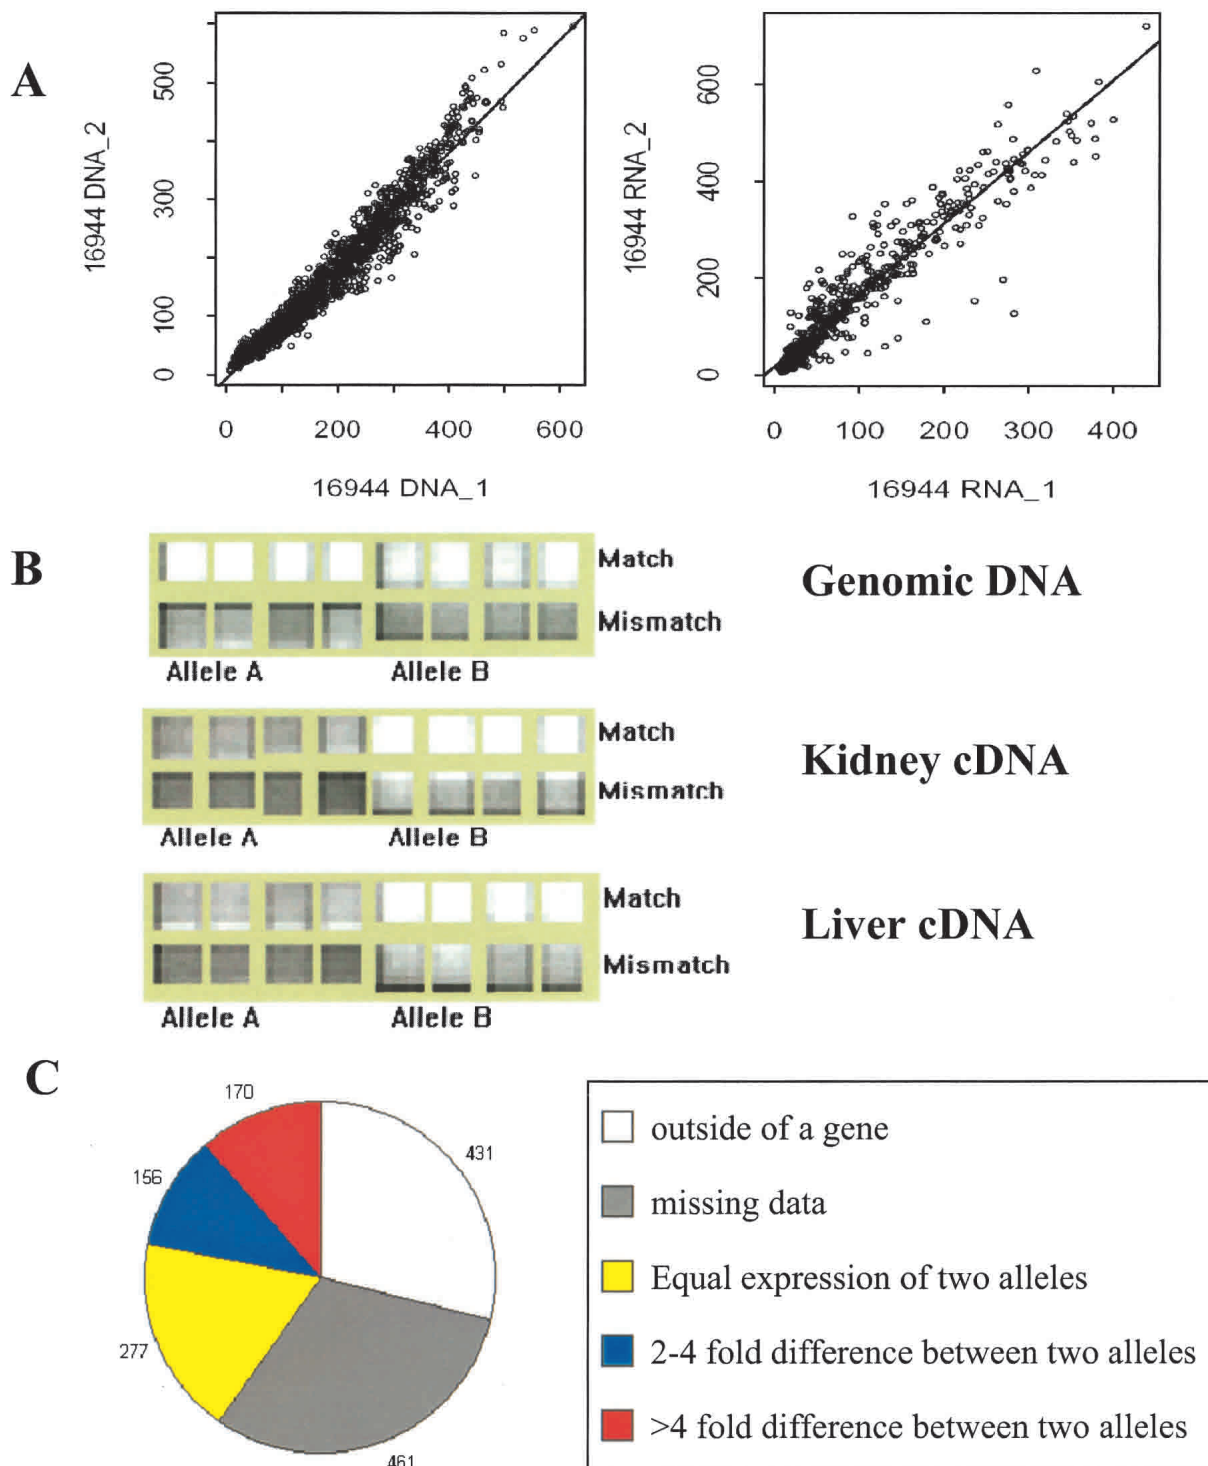 A
500
300
100
0
16944 DNA_2
0 200 400 600
16944 DNA_1
600
400
200
0
16944 RNA_2
0 100 200 300 400
16944 RNA_1
B
Match
Mismatch
Allele A Allele B
Genomic DNA
Match
Mismatch
Allele A Allele B
Kidney cDNA
Match
Mismatch
Allele A Allele B
Liver cDNA
C
170
431
156
277
461
outside of a gene
missing data
Equal expression of two alleles
2-4 fold difference between two alleles
>4 fold difference between two alleles